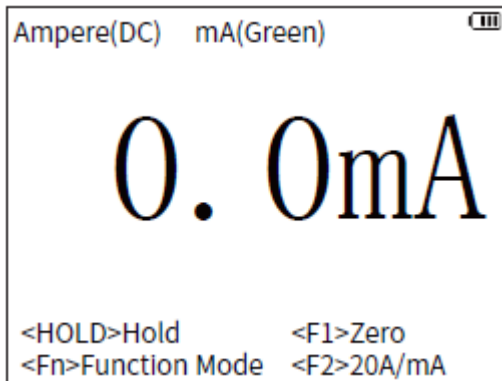 Ampere(DC) mA(Green)
0.0mA
<HOLD>Hold <F1>Zero
<Fn>Function Mode <F2>20A/mA